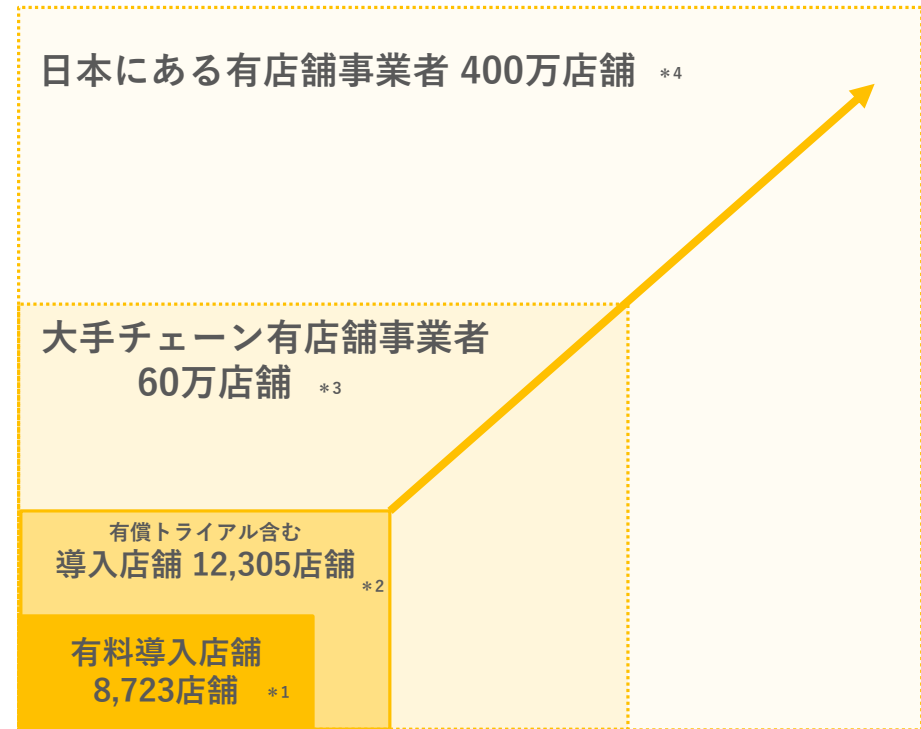 日本にある有店舗事業者 400万店舗 *4
大手チェーン有店舗事業者
60万店舗 *3
有償トライアル含む
導入店舗 12,305店舗 *2
有料導入店舗
8,723店舗 *1